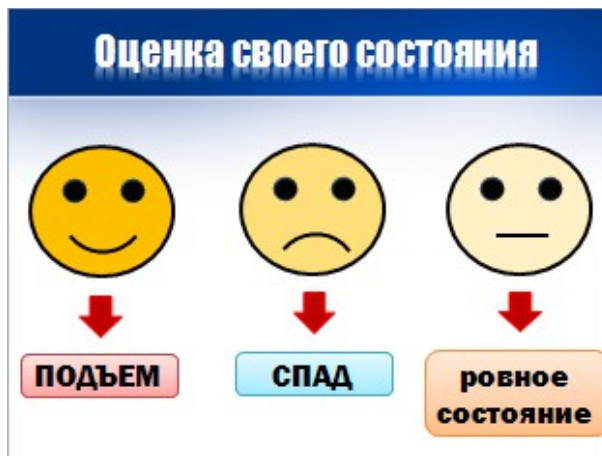 Оценка своего состояния
ПОДЪЕМ
СПАД
ровное
состояние